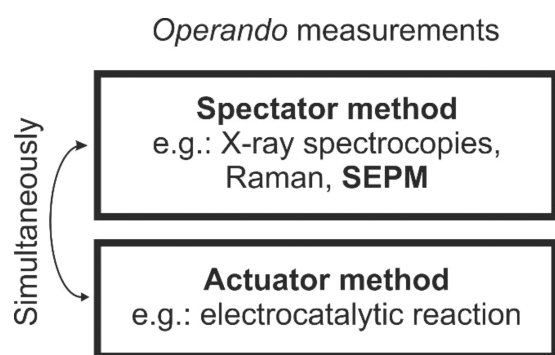 Operando measurements
Simultaneously
Spectator method
e.g.: X-ray spectrocopies,
Raman, SEPM
Actuator method
e.g.: electrocatalytic reaction